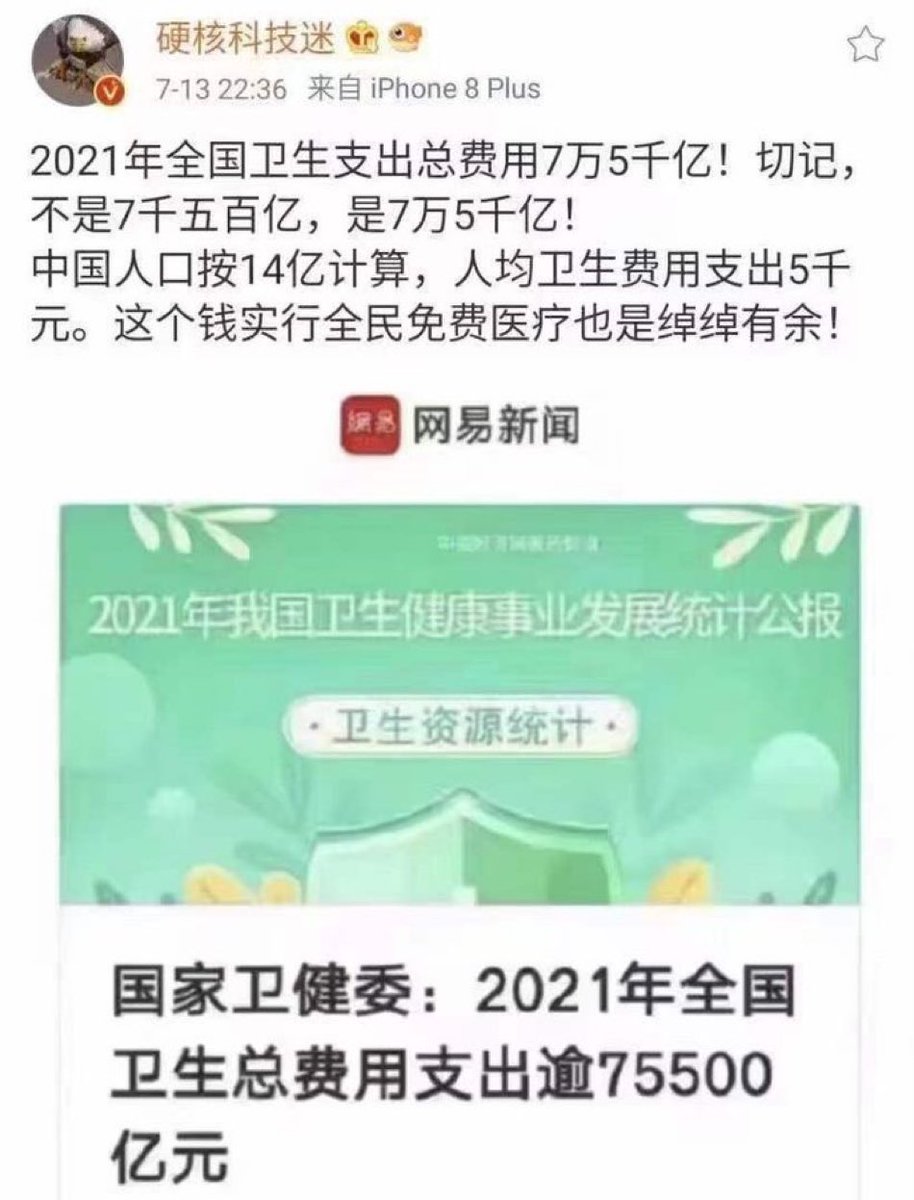 硬核科技迷
7-13 22:36 来自 iPhone 8 Plus
2021年全国卫生支出总费用7万5千亿！切记，
不是7千五百亿，是7万5千亿！
中国人口按14亿计算，人均卫生费用支出5千
元。这个钱实行全民免费医疗也是绰绰有余！
網易 网易新闻
2021年我国卫生健康事业发展统计公报
·卫生资源统计·
国家卫健委：2021年全国
卫生总费用支出逾75500
亿元